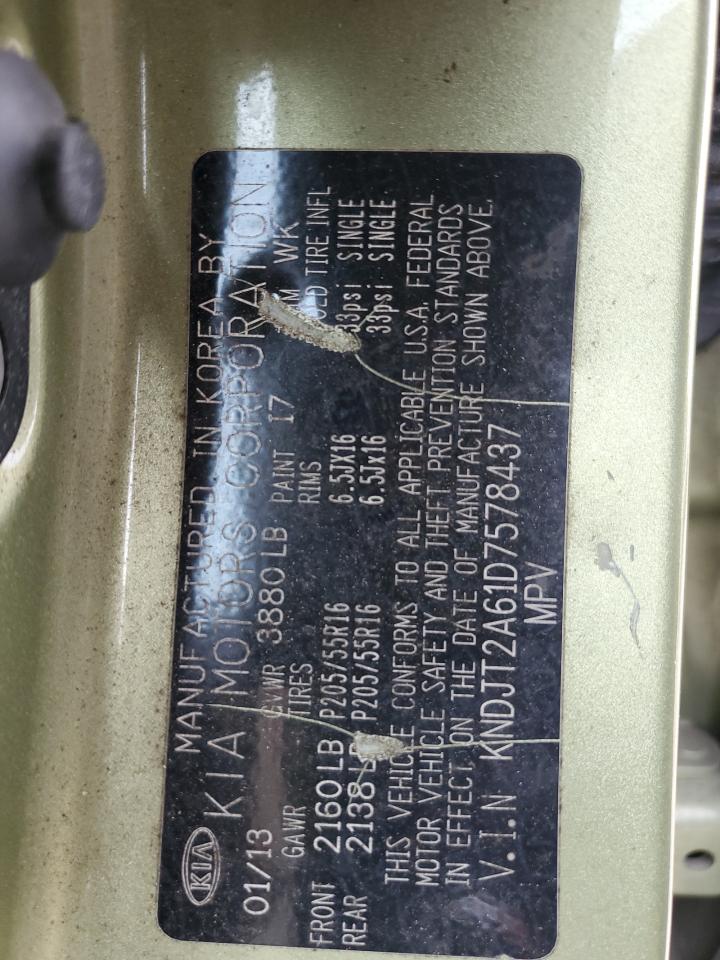 MANUFACTURED IN KOREA BY
KIA KIA MOTORS CORPORATION
01/13 GVWR 3880 LB PAINT I7 WK
GAWR TIRES RIMS COLD TIRE INFL
FRONT 2160 LB P205/55R16 6.5JX16 33psi SINGLE
REAR 2138 P205/55R16 6.5Jx16 33psi SINGLE
THIS VEHICLE CONFORMS TO ALL APPLICABLE U.S.A. FEDERAL
MOTOR VEHICLE SAFETY AND THEFT PREVENTION STANDARDS
IN EFFECT ON THE DATE OF MANUFACTURE SHOWN ABOVE.
V.I.N KNDJTT2A61D7578437
MPV